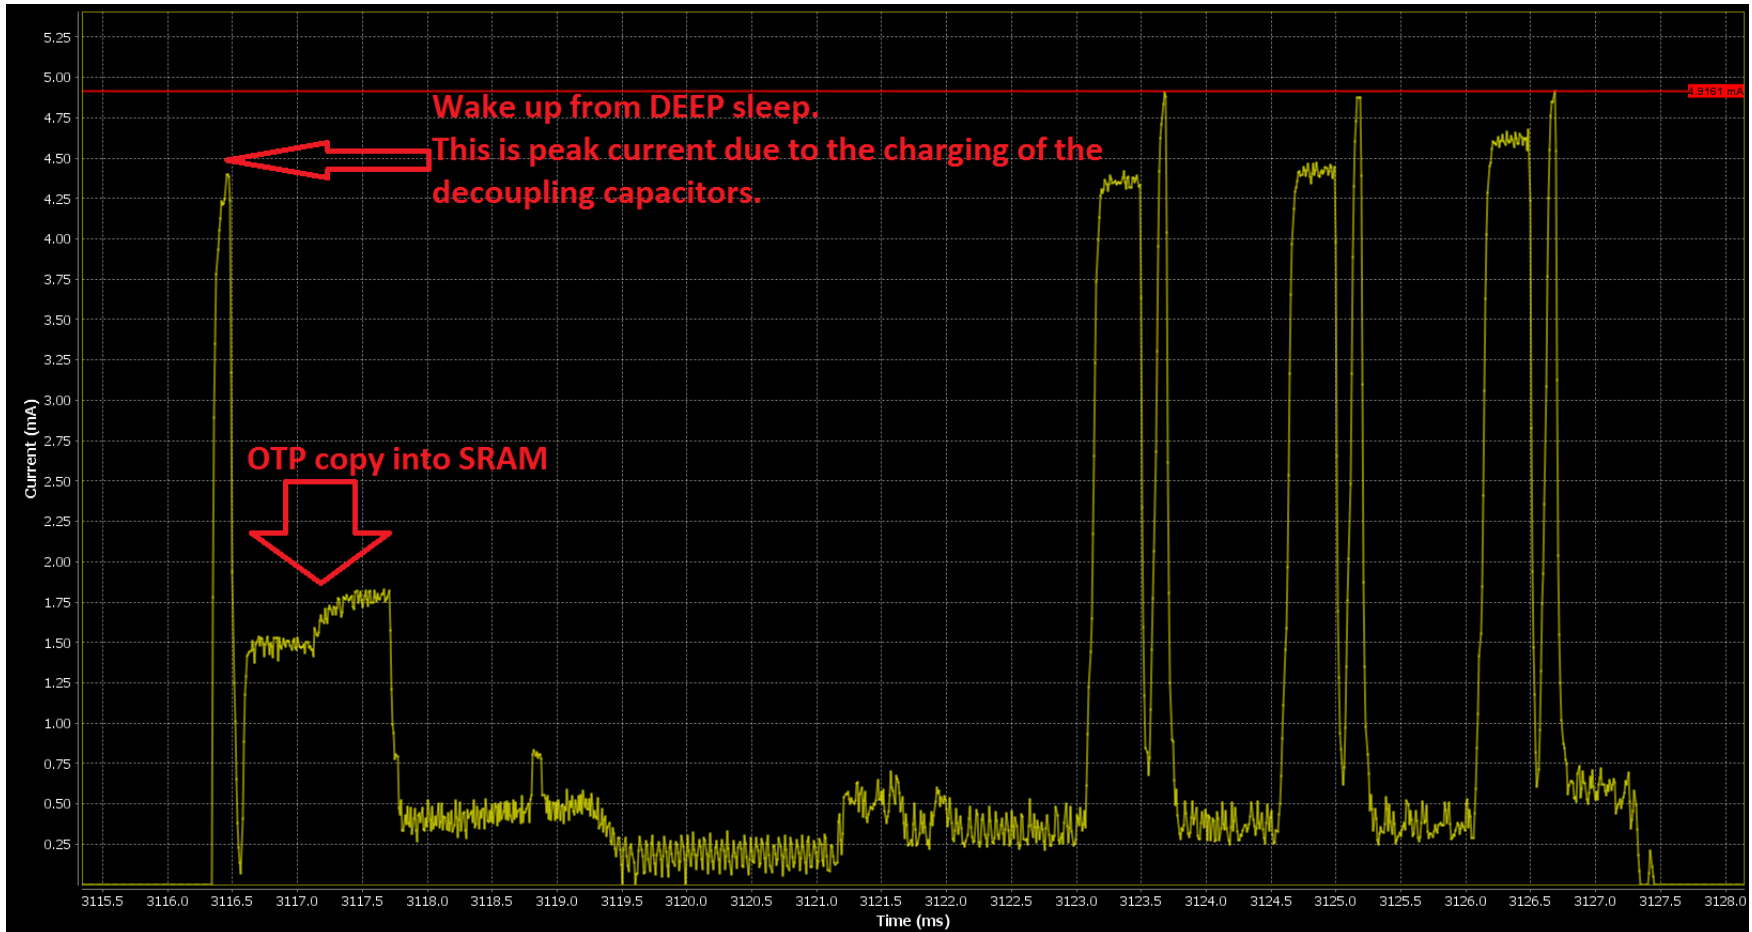 5.25
5.00
4.75
4.50
4.25
4.00
3.75
3.50
3.25
3.00
2.75
2.50
2.25
2.00
1.75
1.50
1.25
1.00
0.75
0.50
0.25
Current (mA)
4.9161 mA
Wake up from DEEP sleep.
This is peak current due to the charging of the
decoupling capacitors.
OTP copy into SRAM
3115.5 3116.0 3116.5 3117.0 3117.5 3118.0 3118.5 3119.0 3119.5 3120.0 3120.5 3121.0 3121.5 3122.0 3122.5 3123.0 3123.5 3124.0 3124.5 3125.0 3125.5 3126.0 3126.5 3127.0 3127.5 3128.0
Time (ms)